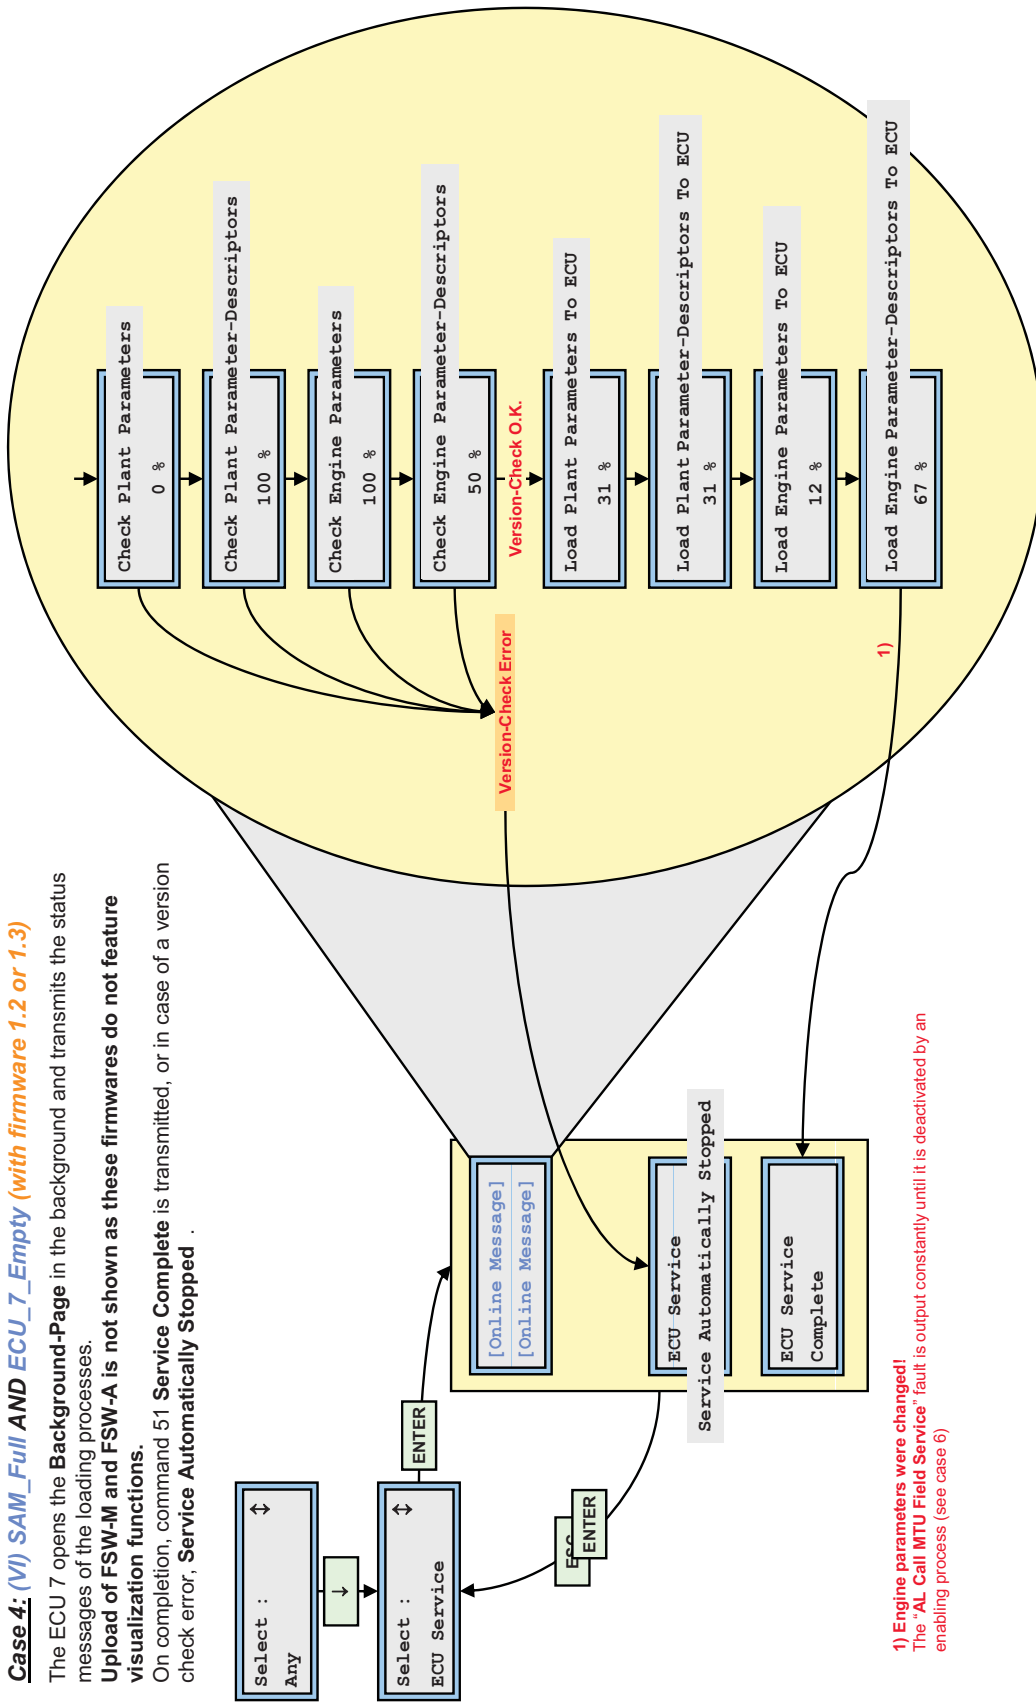 Case 4: (VI) SAM_Full AND ECU_7_Empty (with firmware 1.2 or 1.3)
The ECU 7 opens the Background-Page in the background and transmits the status
messages of the loading processes.
Upload of FSW-M and FSW-A is not shown as these firmwares do not feature
visualization functions.
On completion, command 51 Service Complete is transmitted, or in case of a version
check error, Service Automatically Stopped .
Select : ↕
Any
↓
Select : ↕
ECU Service
ENTER
ESC
ENTER
[Online Message]
[Online Message]
ECU Service
Service Automatically Stopped
ECU Service
Complete
Check Plant Parameters
0 %
Check Plant Parameter-Descriptors
100 %
Check Engine Parameters
100 %
Check Engine Parameter-Descriptors
50 %
Version-Check Error
Version-Check O.K.
Load Plant Parameters To ECU
31 %
Load Plant Parameter-Descriptors To ECU
31 %
Load Engine Parameters To ECU
12 %
Load Engine Parameter-Descriptors To ECU
67 %
1)
1) Engine parameters were changed!
The "AL Call MTU Field Service" fault is output constantly until it is deactivated by an
enabling process (see case 6)